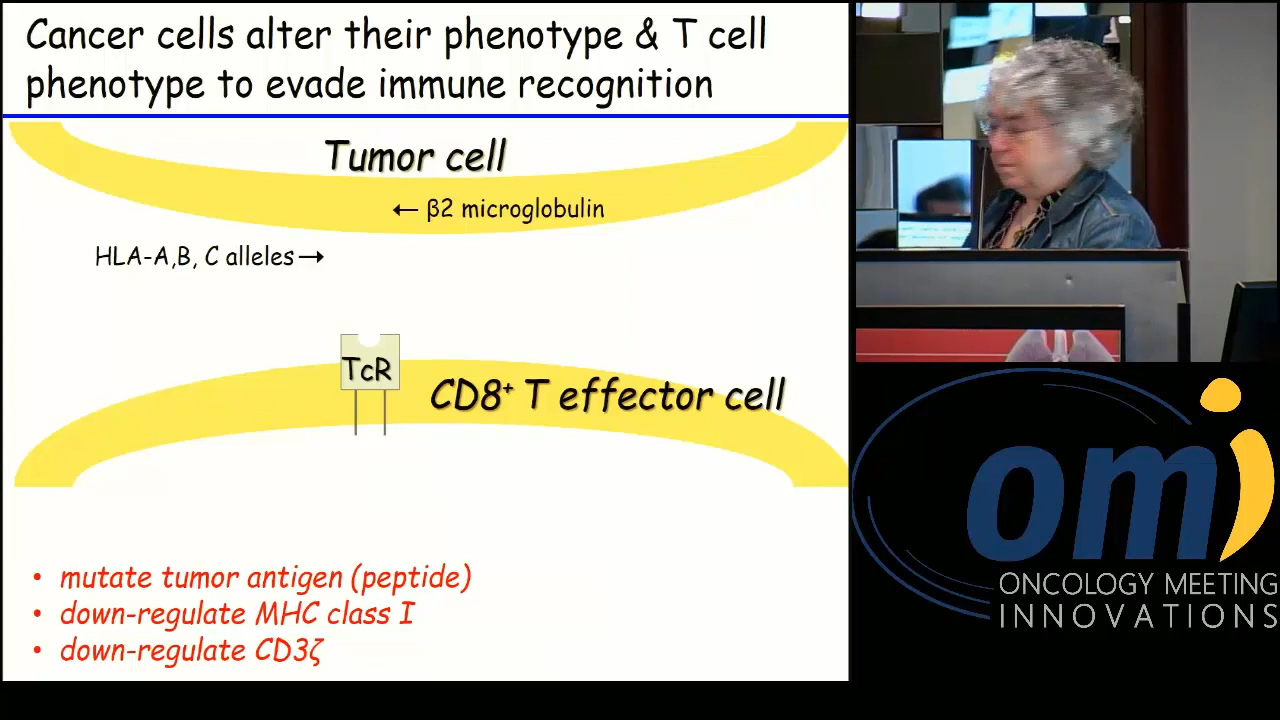 Cancer cells alter their phenotype & T cell
phenotype to evade immune recognition
Tumor cell
← β2 microglobulin
HLA-A,B, C alleles→
TcR
CD8⁺ T effector cell
• mutate tumor antigen (peptide)
• down-regulate MHC class I
• down-regulate CD3ζ
omi
ONCOLOGY MEETING
INNOVATIONS